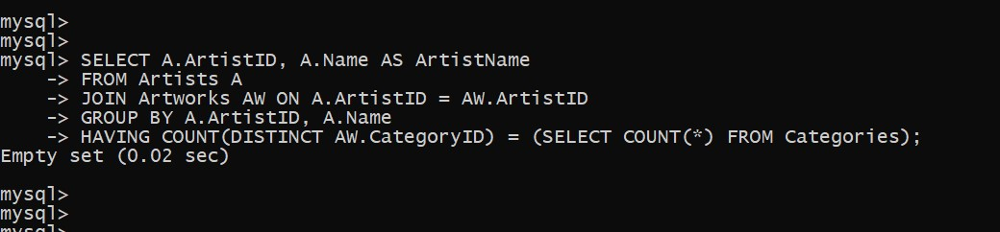 mysql>
mysql>
mysql> SELECT A.ArtistID, A.Name AS ArtistName
    -> FROM Artists A
    -> JOIN Artworks AW ON A.ArtistID = AW.ArtistID
    -> GROUP BY A.ArtistID, A.Name
    -> HAVING COUNT(DISTINCT AW.CategoryID) = (SELECT COUNT(*) FROM Categories);
Empty set (0.02 sec)
mysql>
mysql>
mysql>